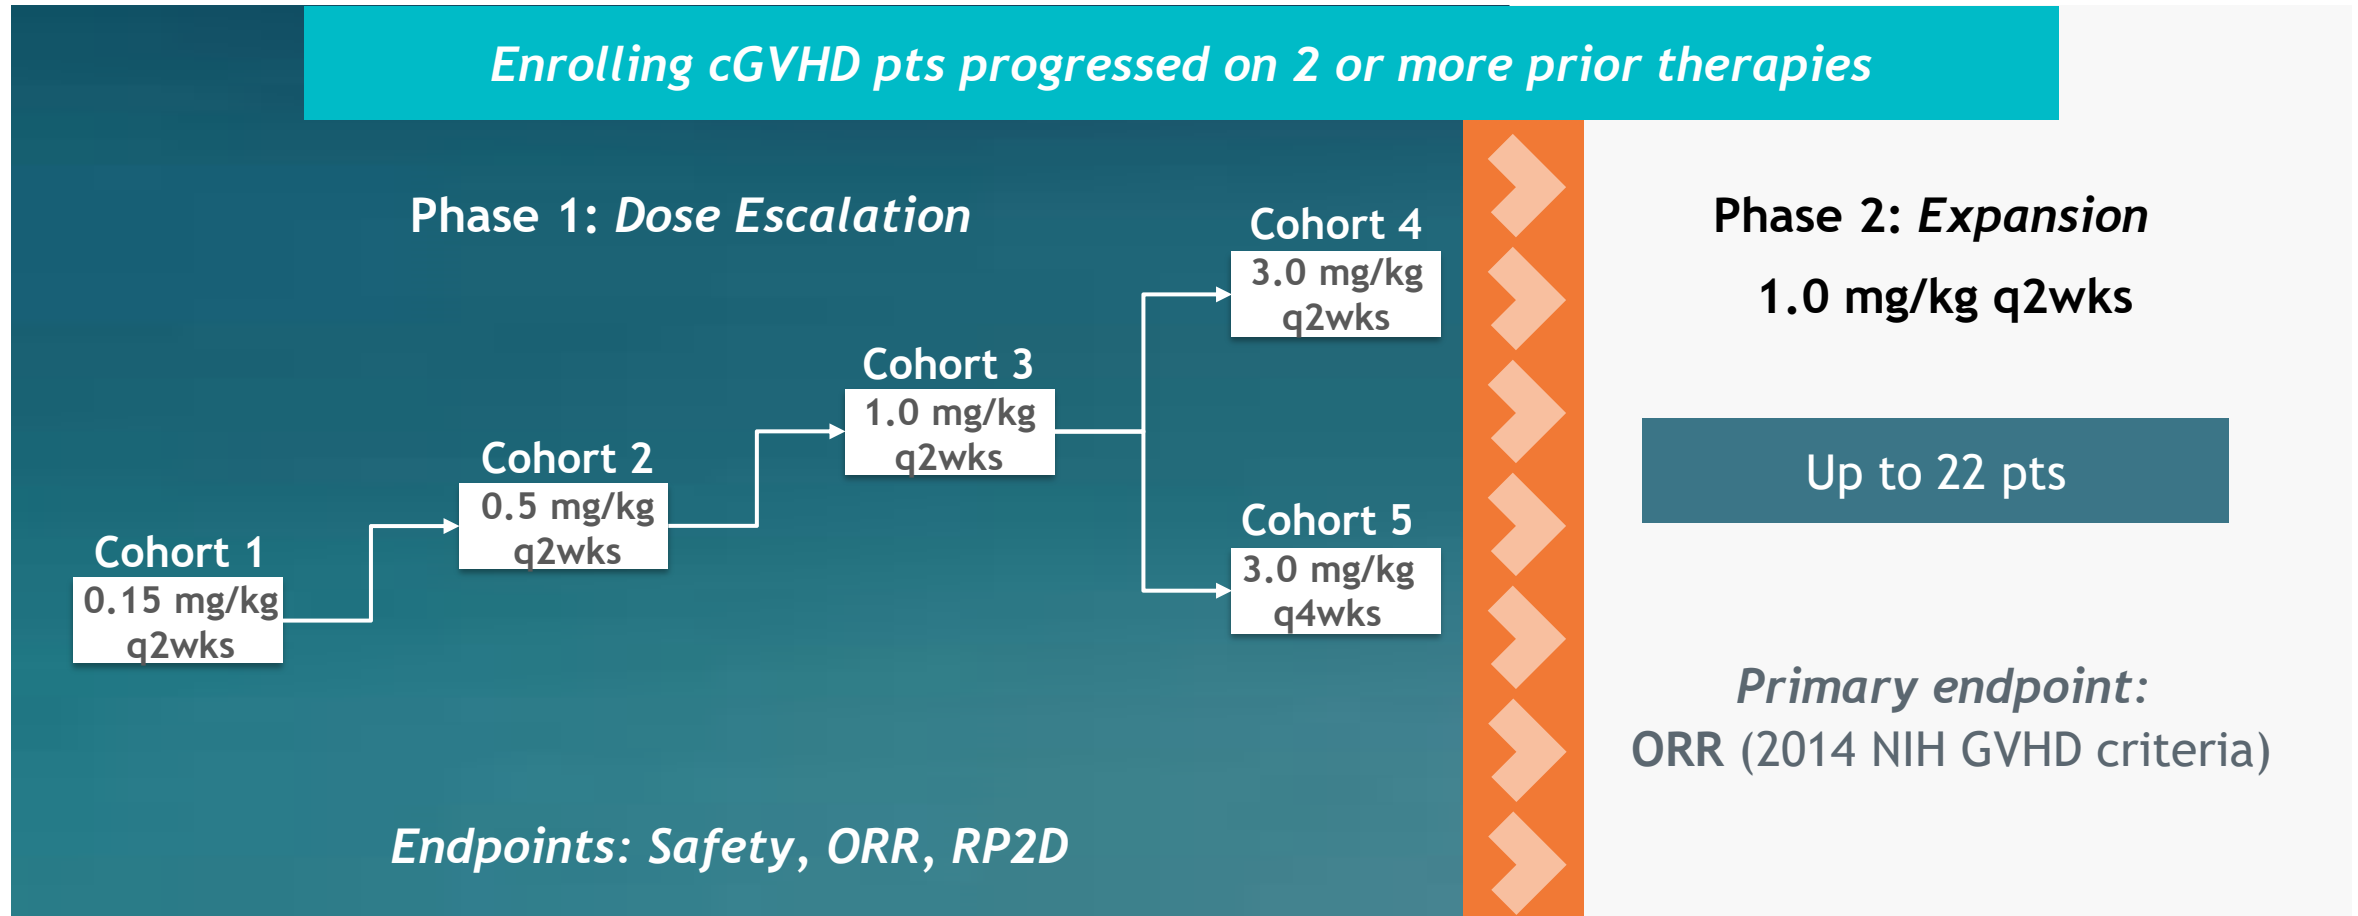 Enrolling cGVHD pts progressed on 2 or more prior therapies
Phase 1: Dose Escalation
Cohort 1
0.15 mg/kg
q2wks
Cohort 2
0.5 mg/kg
q2wks
Cohort 3
1.0 mg/kg
q2wks
Cohort 4
3.0 mg/kg
q2wks
Cohort 5
3.0 mg/kg
q4wks
Endpoints: Safety, ORR, RP2D
Phase 2: Expansion
1.0 mg/kg q2wks
Up to 22 pts
Primary endpoint:
ORR (2014 NIH GVHD criteria)